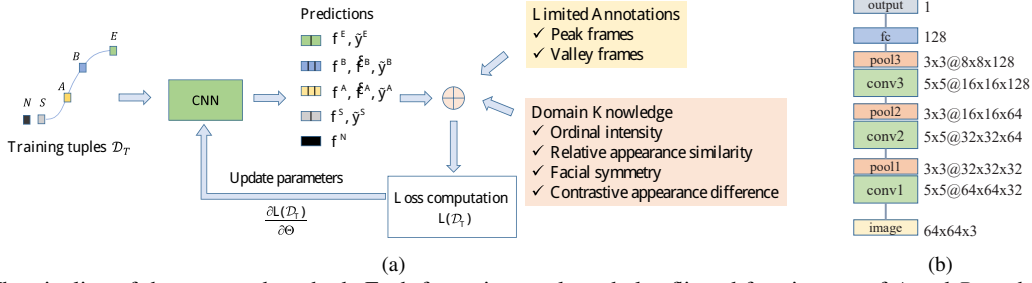 Predictions
f^E, ỹ^E
f^B, f̂^B, ỹ^B
f^A, f̂^A, ỹ^A
f^S, ỹ^S
f^N
N S A B E
Training tuples 𝒟_T
CNN
Limited Annotations
✓ Peak frames
✓ Valley frames
Domain Knowledge
✓ Ordinal intensity
✓ Relative appearance similarity
✓ Facial symmetry
✓ Contrastive appearance difference
Update parameters
∂L(𝒟_T)
∂Θ
Loss computation
L(𝒟_T)
(a)
output 1
fc 128
pool3 3x3@8x8x128
conv3 5x5@16x16x128
pool2 3x3@16x16x64
conv2 5x5@32x32x64
pool1 3x3@32x32x32
conv1 5x5@64x64x32
image 64x64x3
(b)